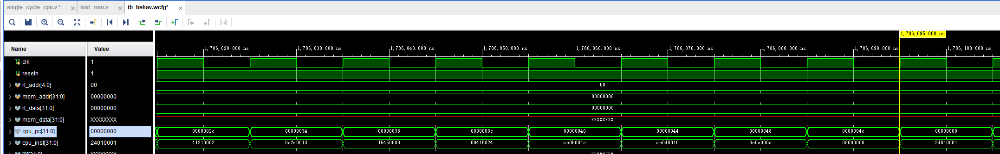 single_cycle_cpu.v * inst_rom.v tb_behav.wcfg*
1,786,095.000 ns
Name Value 1,786,020.000 ns 1,786,030.000 ns 1,786,040.000 ns 1,786,050.000 ns 1,786,060.000 ns 1,786,070.000 ns 1,786,080.000 ns 1,786,090.000 ns 1,786,100.000 ns
clk 1
resetn 1
rf_addr[4:0] 00 00
mem_addr[31:0] 00000000 00000000
rf_data[31:0] 00000000 00000000
mem_data[31:0] XXXXXXXX XXXXXXXX
cpu_pc[31:0] 00000000 0000002c 00000034 00000038 0000003c 00000040 00000044 00000048 0000004c 00000000
cpu_inst[31:0] 24010001 11210002 8c2a0013 15450003 00415824 ac0b001c ac040010 3c0c000c 08000000 24010001